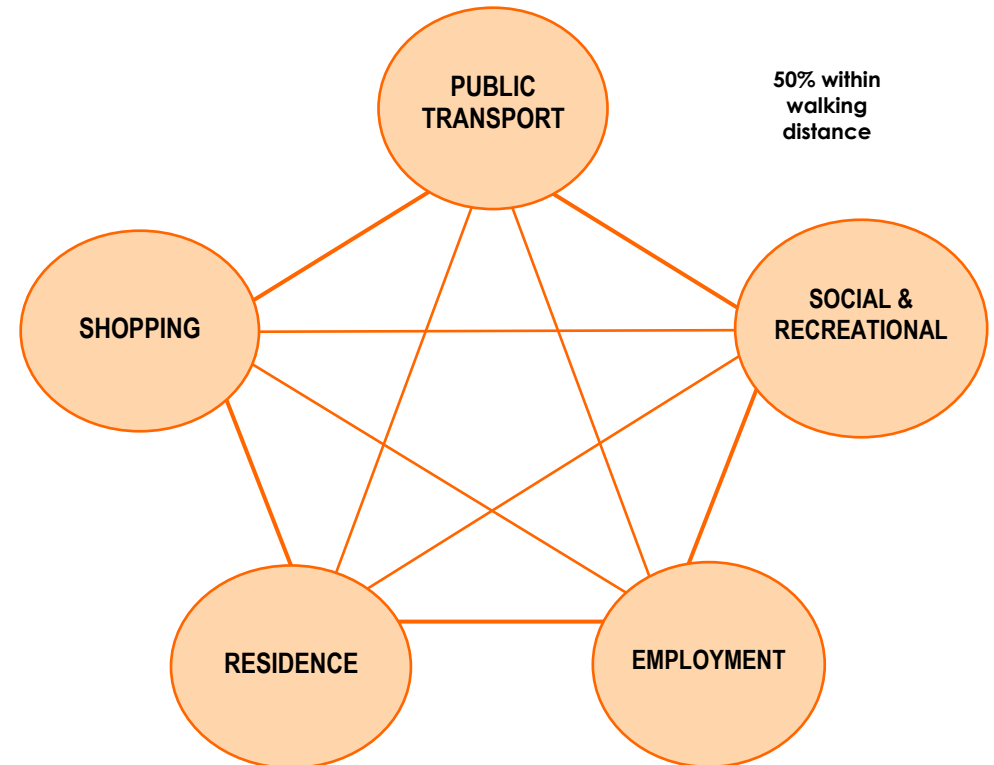 PUBLIC
TRANSPORT
50% within
walking
distance
SHOPPING
SOCIAL &
RECREATIONAL
RESIDENCE
EMPLOYMENT